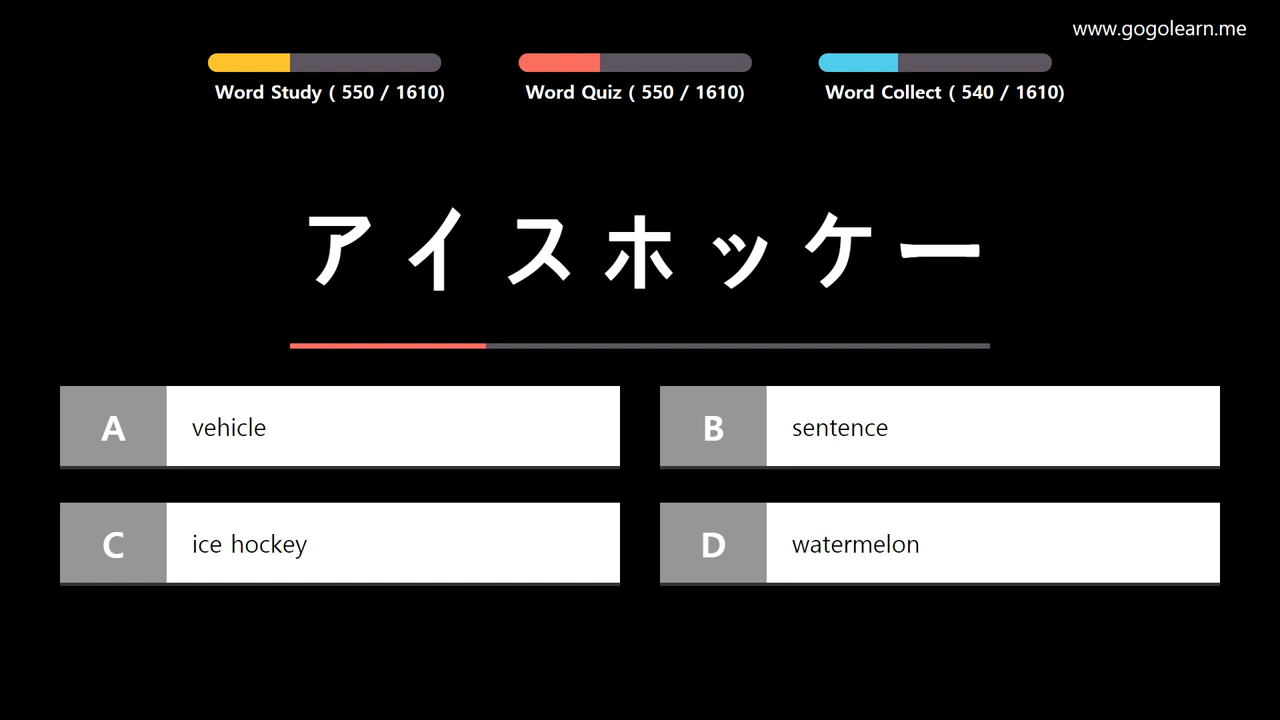 www.gogolearn.me
Word Study ( 550 / 1610)
Word Quiz ( 550 / 1610)
Word Collect ( 540 / 1610)
アイスホッケー
A vehicle
B sentence
C ice hockey
D watermelon